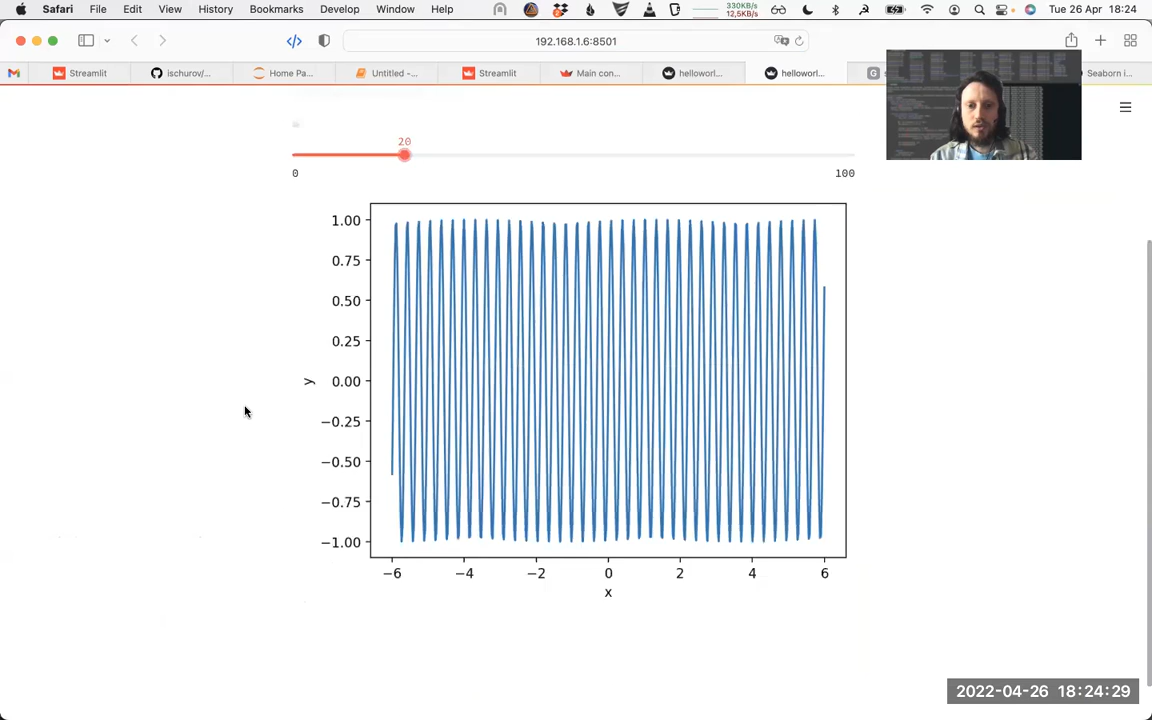 Safari File Edit View History Bookmarks Develop Window Help 330KB/s 12,5KB/s Tue 26 Apr 18:24
192.168.1.6:8501
Streamlit ischurov/... Home Pa... Untitled -... Streamlit Main con... helloworl... helloworl... Seaborn i...
20
0 100
1.00
0.75
0.50
0.25
0.00
−0.25
−0.50
−0.75
−1.00
y
−6 −4 −2 0 2 4 6
x
2022-04-26 18:24:29